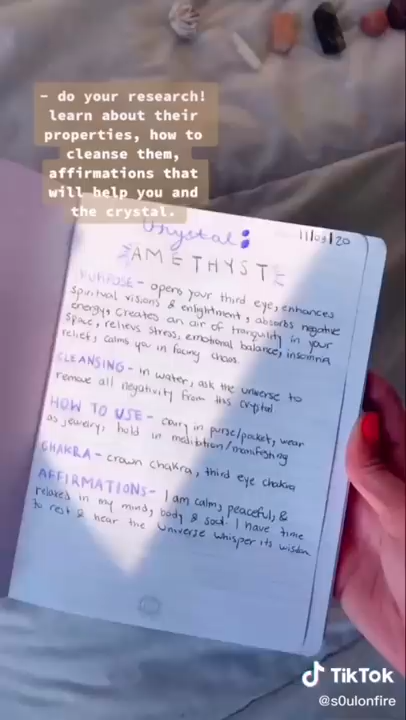 - do your research!
learn about their
properties, how to
cleanse them,
affirmations that
will help you and
the crystal.
Crystal:
11/03/20
AMETHYSTE
PURPOSE - opens your third eye, enhances
spiritual visions & enlightment, absorbs negative
energy, creates an air of tranquility in your
space, relievs stress, emotional balance, insomnia
relief, calms you in facing chaos.
CLEANSING - in water, ask the universe to
remove all negativity from this crystal
HOW TO USE - carry in purse/pocket, wear
as jewelry, hold in meditation/manifesting
CHAKRA - crown chakra, third eye chakra
AFFIRMATIONS - I am calm, peaceful, &
relaxed in my mind, body & soul. I have time
to rest & hear the universe whisper its wisdom
TikTok
@s0ulonfire